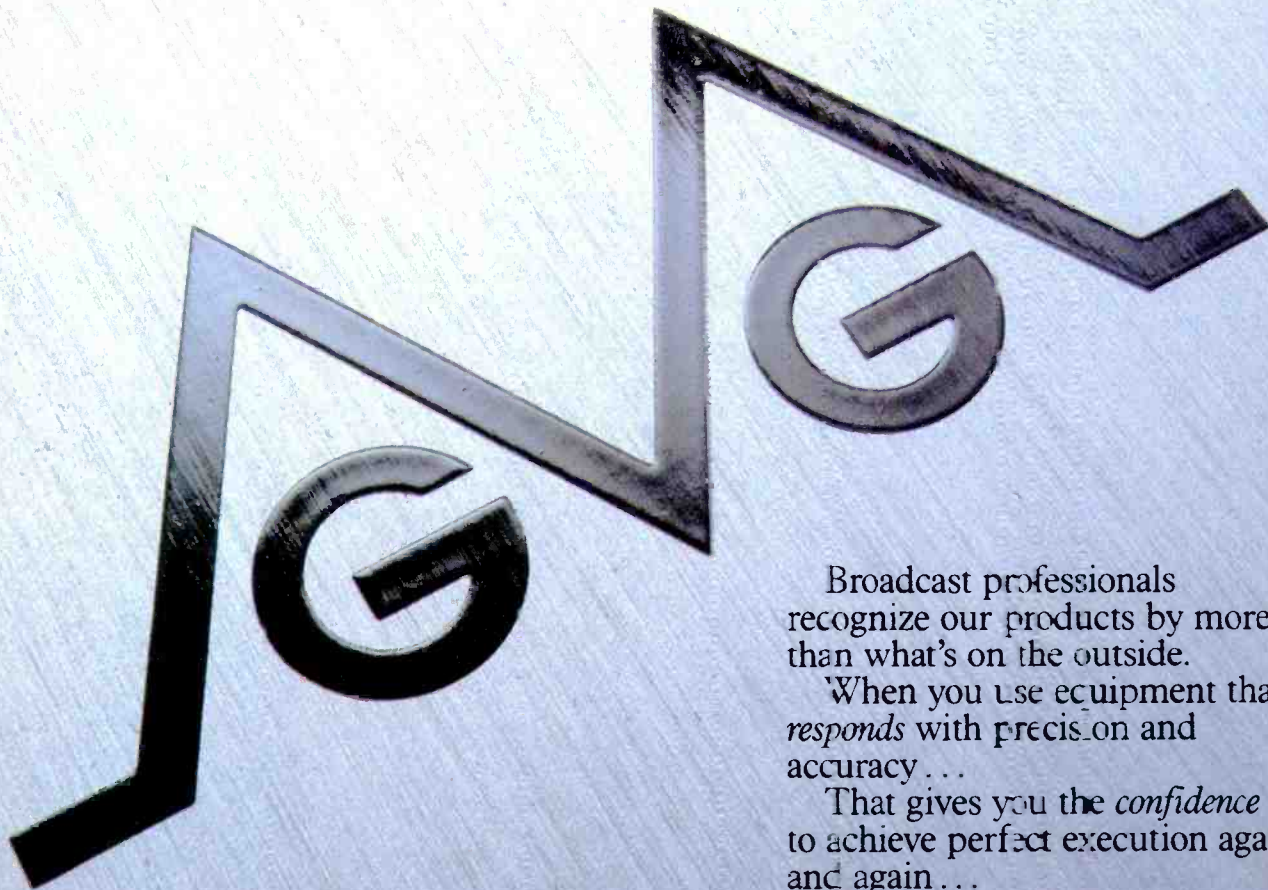 G G
Broadcast professionals
recognize our products by more
than what's on the outside.
When you use equipment tha
responds with precision and
accuracy...
That gives you the confidence
to achieve perfect execution aga
and again...